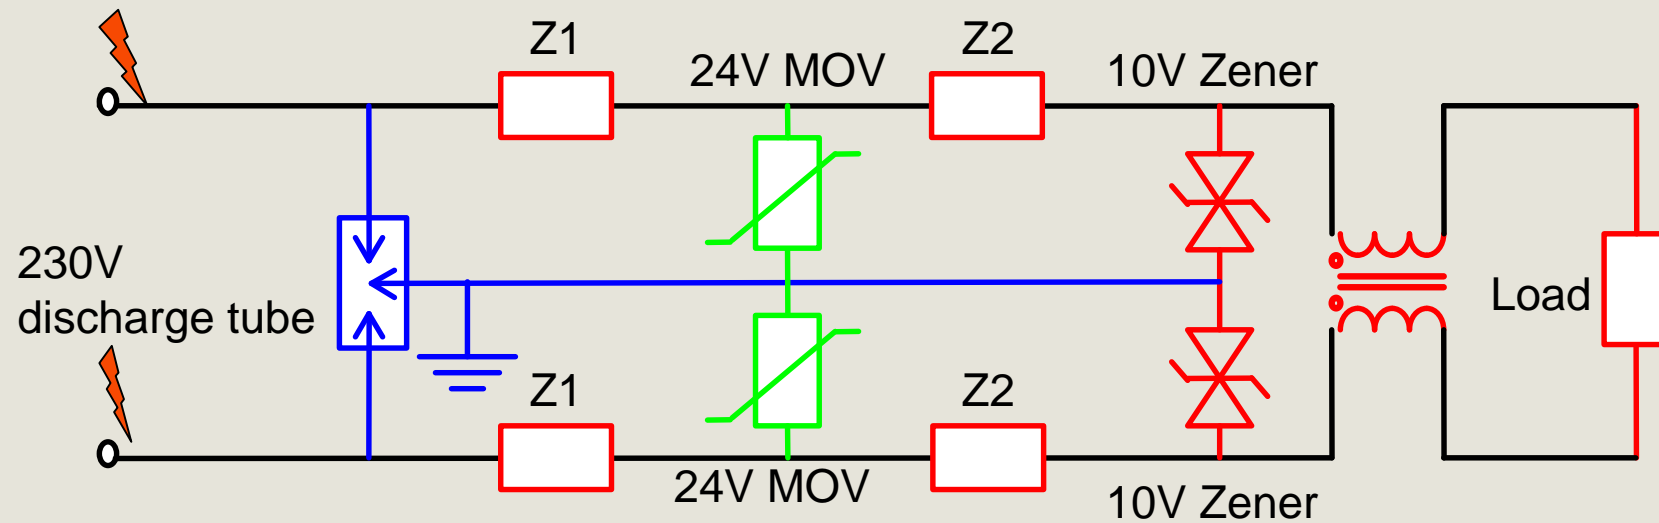 Z1
24V MOV
Z2
10V Zener
230V
discharge tube
Load
Z1
24V MOV
Z2
10V Zener